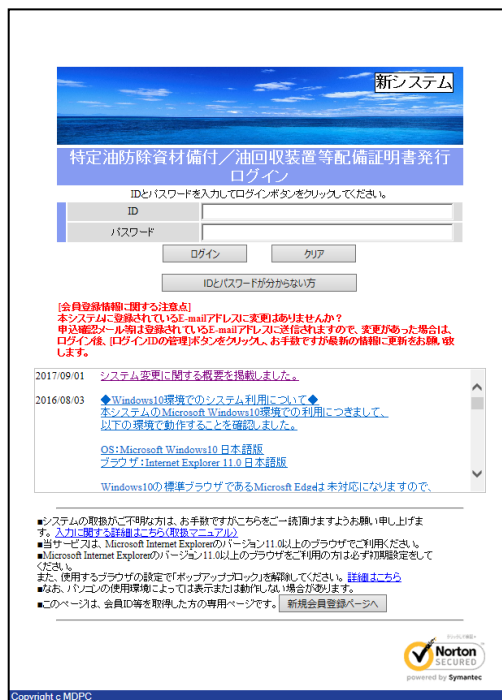 新システム
特定油防除資材備付／油回収装置等配備証明書発行
ログイン
IDとパスワードを入力してログインボタンをクリックしてください。
ID
パスワード
ログイン クリア
IDとパスワードが分からない方
[会員登録情報に関する注意点]
本システムに登録されているE-mailアドレスに変更はありませんか？
申込確認メール等は登録されているE-mailアドレスに送信されますので、変更があった場合は、
ログイン後、[ログインIDの管理]ボタンをクリックし、お手数ですが最新の情報に更新をお願い致
します。
2017/09/01 システム変更に関する概要を掲載しました。
2016/08/03 ◆Windows10環境でのシステム利用について◆
本システムのMicrosoft Windows10環境での利用につきまして、
以下の環境で動作することを確認しました。
OS：Microsoft Windows10 日本語版
ブラウザ：Internet Explorer 11.0 日本語版
Windows10の標準ブラウザであるMicrosft Edgeは未対応になりますので、
■システムの取扱がご不明な方は、お手数ですがこちらをご一読頂けますようお願い申し上げま
す。入力に関する詳細はこちら(取扱マニュアル)
■当サービスは、Microsoft Internet Explorerのバージョン11.0以上のブラウザでご利用ください。
■Microsoft Internet Explorerのバージョン11.0以上のブラウザをご利用の方は必ず初期設定をして
ください。
また、使用するブラウザの設定で「ポップアップブロック」を解除してください。詳細はこちら
■なお、パソコンの使用環境によっては表示または動作しない場合があります。
■このページは、会員ID等を取得した方の専用ページです。 新規会員登録ページへ
Norton
SECURED
powered by Symantec
Copyright c MDPC